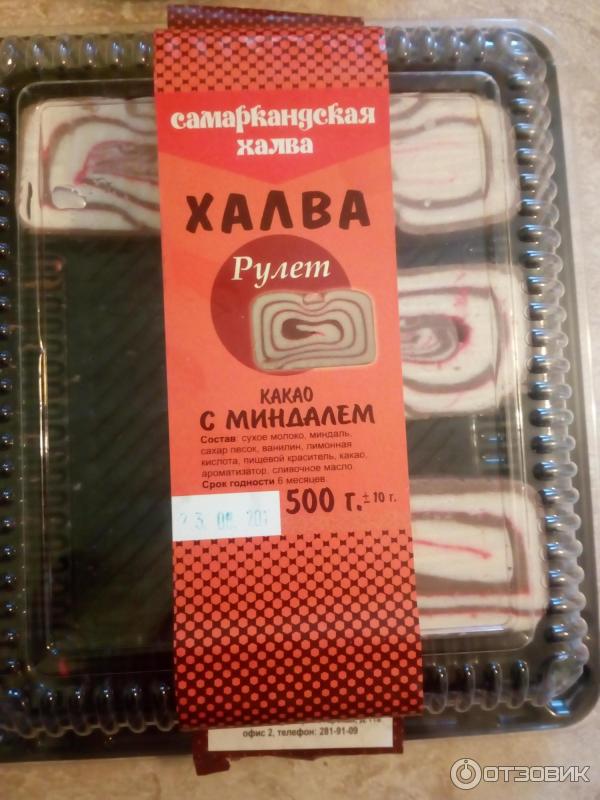 самаркандская
халва
ХАЛВА
Рулет
КАКАО
С МИНДАЛЕМ
Состав: сухое молоко, миндаль,
сахар песок, ванилин, лимонная
кислота, пищевой краситель, какао,
ароматизатор, сливочное масло.
Срок годности 6 месяцев.
500 г. ± 10 г.
офис 2, телефон: 281-91-09
ОТЗОВИК